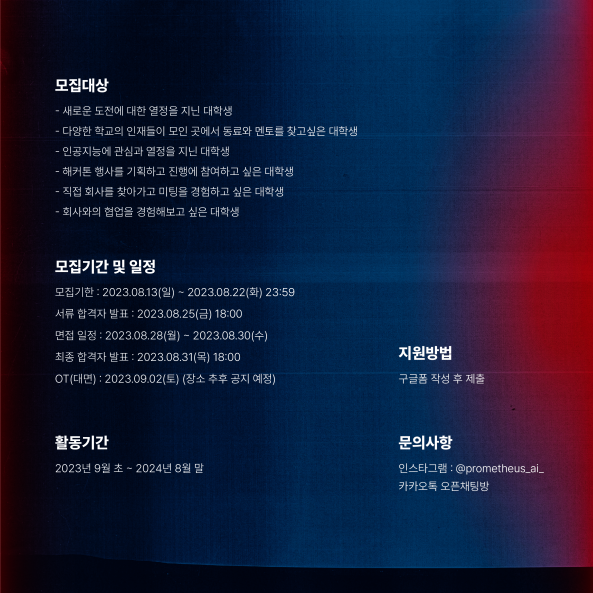 모집대상
- 새로운 도전에 대한 열정을 지닌 대학생
- 다양한 학교의 인재들이 모인 곳에서 동료와 멘토를 찾고싶은 대학생
- 인공지능에 관심과 열정을 지닌 대학생
- 해커톤 행사를 기획하고 진행에 참여하고 싶은 대학생
- 직접 회사를 찾아가고 미팅을 경험하고 싶은 대학생
- 회사와의 협업을 경험해보고 싶은 대학생
모집기간 및 일정
모집기한 : 2023.08.13(일) ~ 2023.08.22(화) 23:59
서류 합격자 발표 : 2023.08.25(금) 18:00
면접 일정 : 2023.08.28(월) ~ 2023.08.30(수)
최종 합격자 발표 : 2023.08.31(목) 18:00
OT(대면) : 2023.09.02(토) (장소 추후 공지 예정)
지원방법
구글폼 작성 후 제출
활동기간
2023년 9월 초 ~ 2024년 8월 말
문의사항
인스타그램 : @prometheus_ai_
카카오톡 오픈채팅방